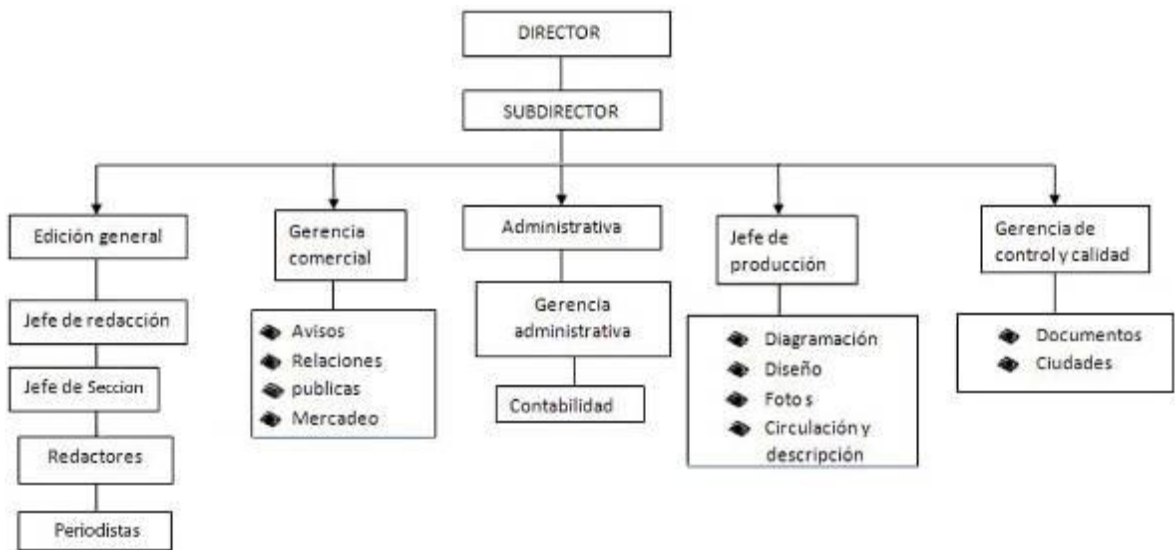 DIRECTOR
SUBDIRECTOR
Edición general
Jefe de redacción
Jefe de Seccion
Redactores
Periodistas
Gerencia
comercial
Avisos
Relaciones
publicas
Mercadeo
Administrativa
Gerencia
administrativa
Contabilidad
Jefe de
producción
Diagramación
Diseño
Foto s
Circulación y
descripción
Gerencia de
control y calidad
Documentos
Ciudades